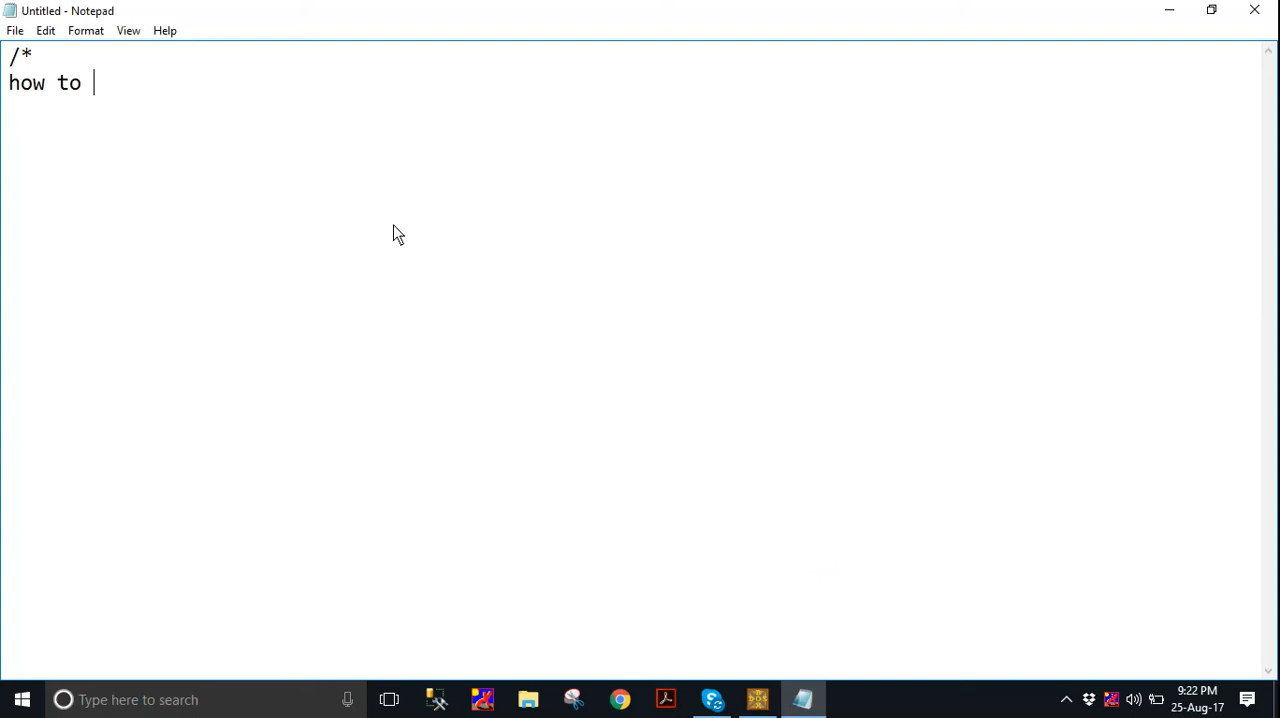 Untitled - Notepad
File Edit Format View Help
/*
how to
Type here to search
9:22 PM
25-Aug-17